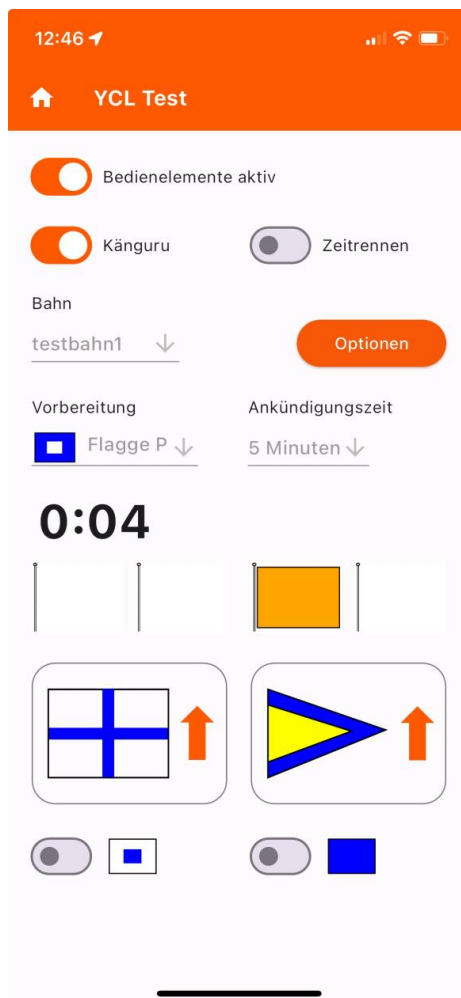 12:46
YCL Test
Bedienelemente aktiv
Känguru
Zeitrennen
Bahn
testbahn1
Optionen
Vorbereitung
Ankündigungszeit
Flagge P
5 Minuten
0:04